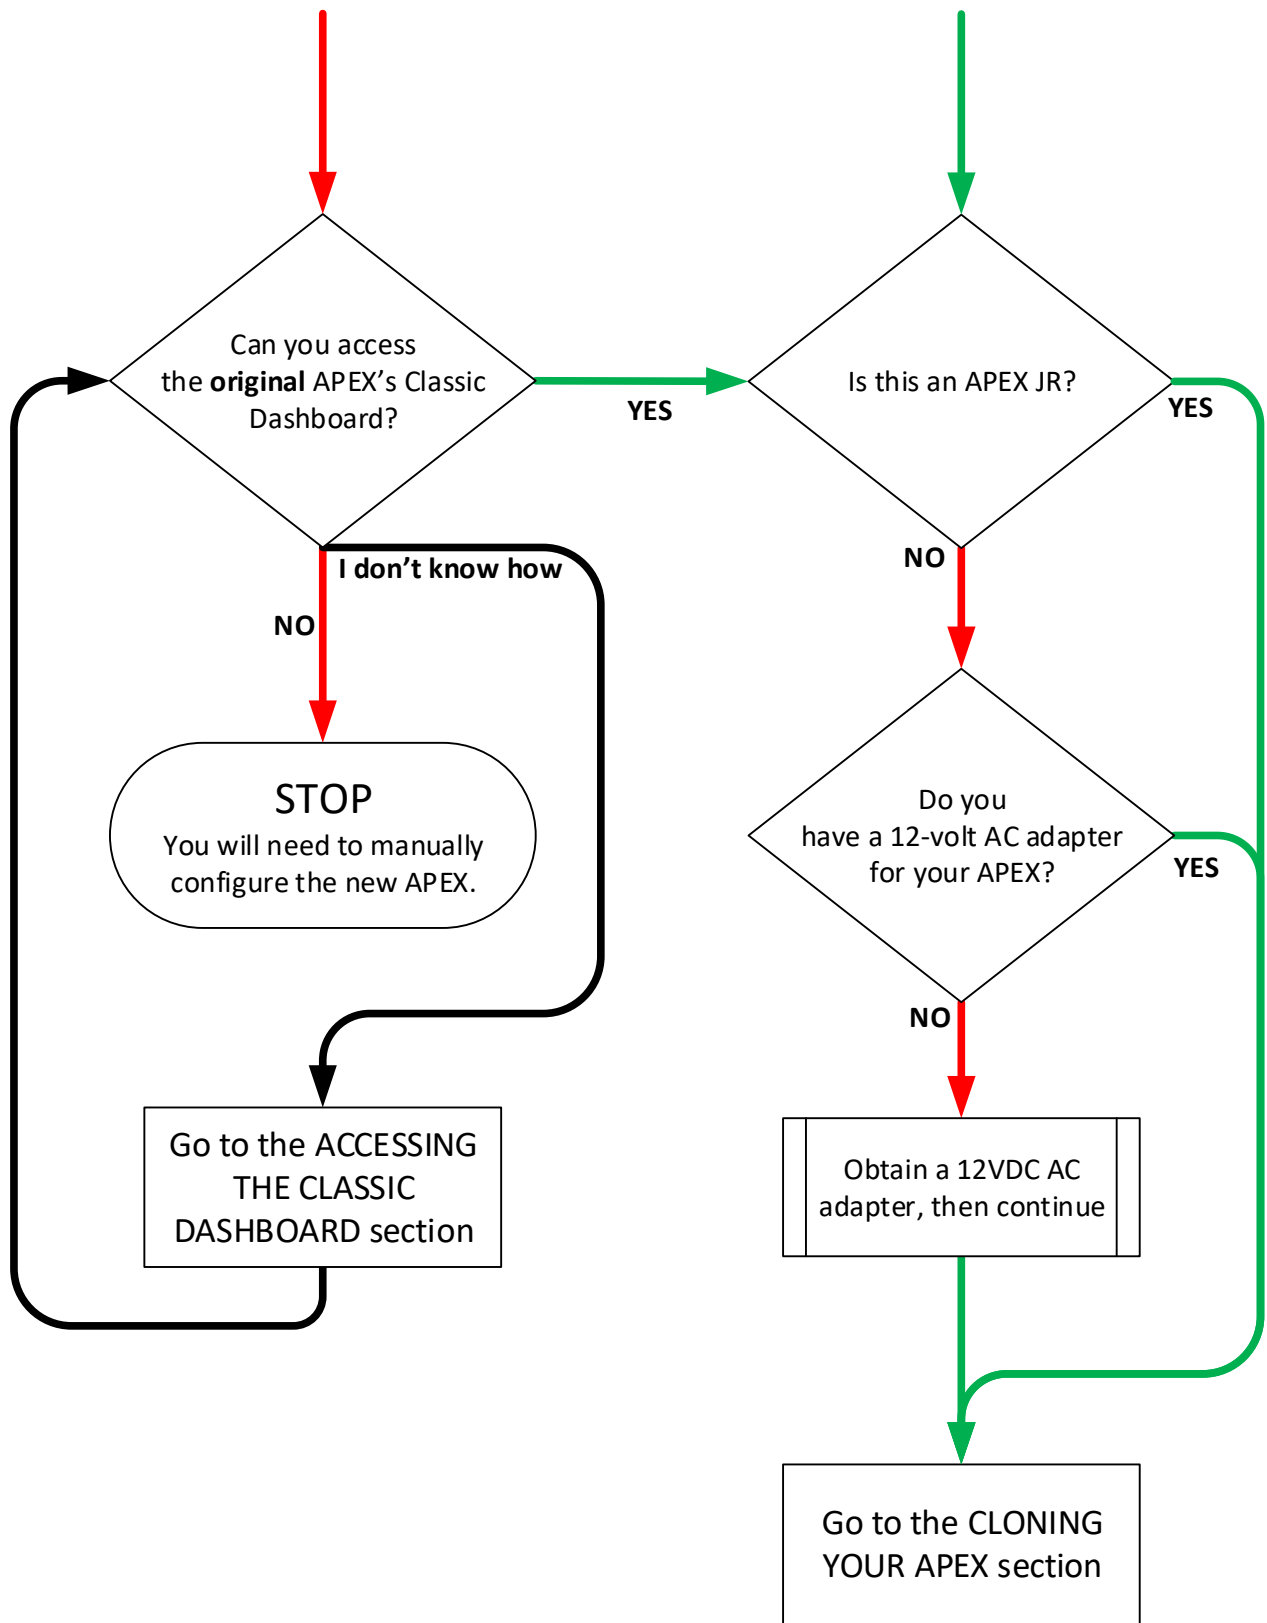 Can you access
the original APEX's Classic
Dashboard?
YES
I don't know how
NO
STOP
You will need to manually
configure the new APEX.
Go to the ACCESSING
THE CLASSIC
DASHBOARD section
Is this an APEX JR?
YES
NO
Do you
have a 12-volt AC adapter
for your APEX?
YES
NO
Obtain a 12VDC AC
adapter, then continue
Go to the CLONING
YOUR APEX section